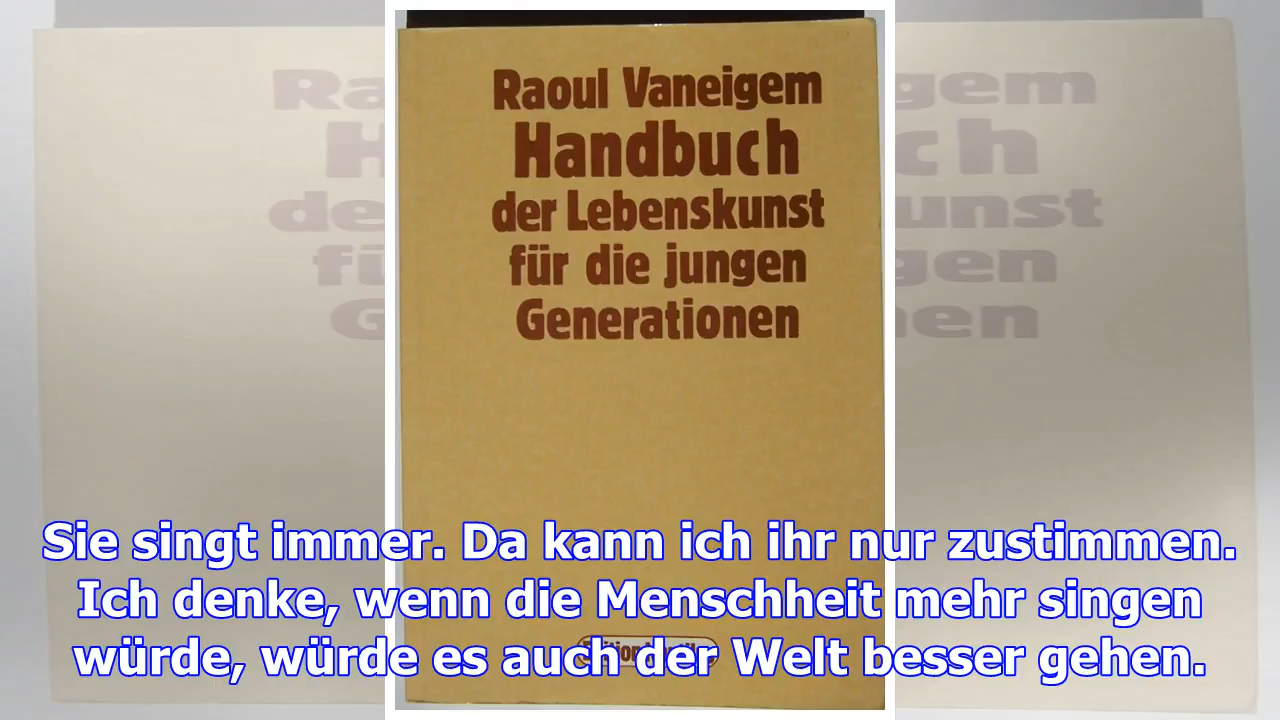 Raoul Vaneigem
Handbuch
der Lebenskunst
für die jungen
Generationen
Sie singt immer. Da kann ich ihr nur zustimmen.
Ich denke, wenn die Menschheit mehr singen
würde, würde es auch der Welt besser gehen.